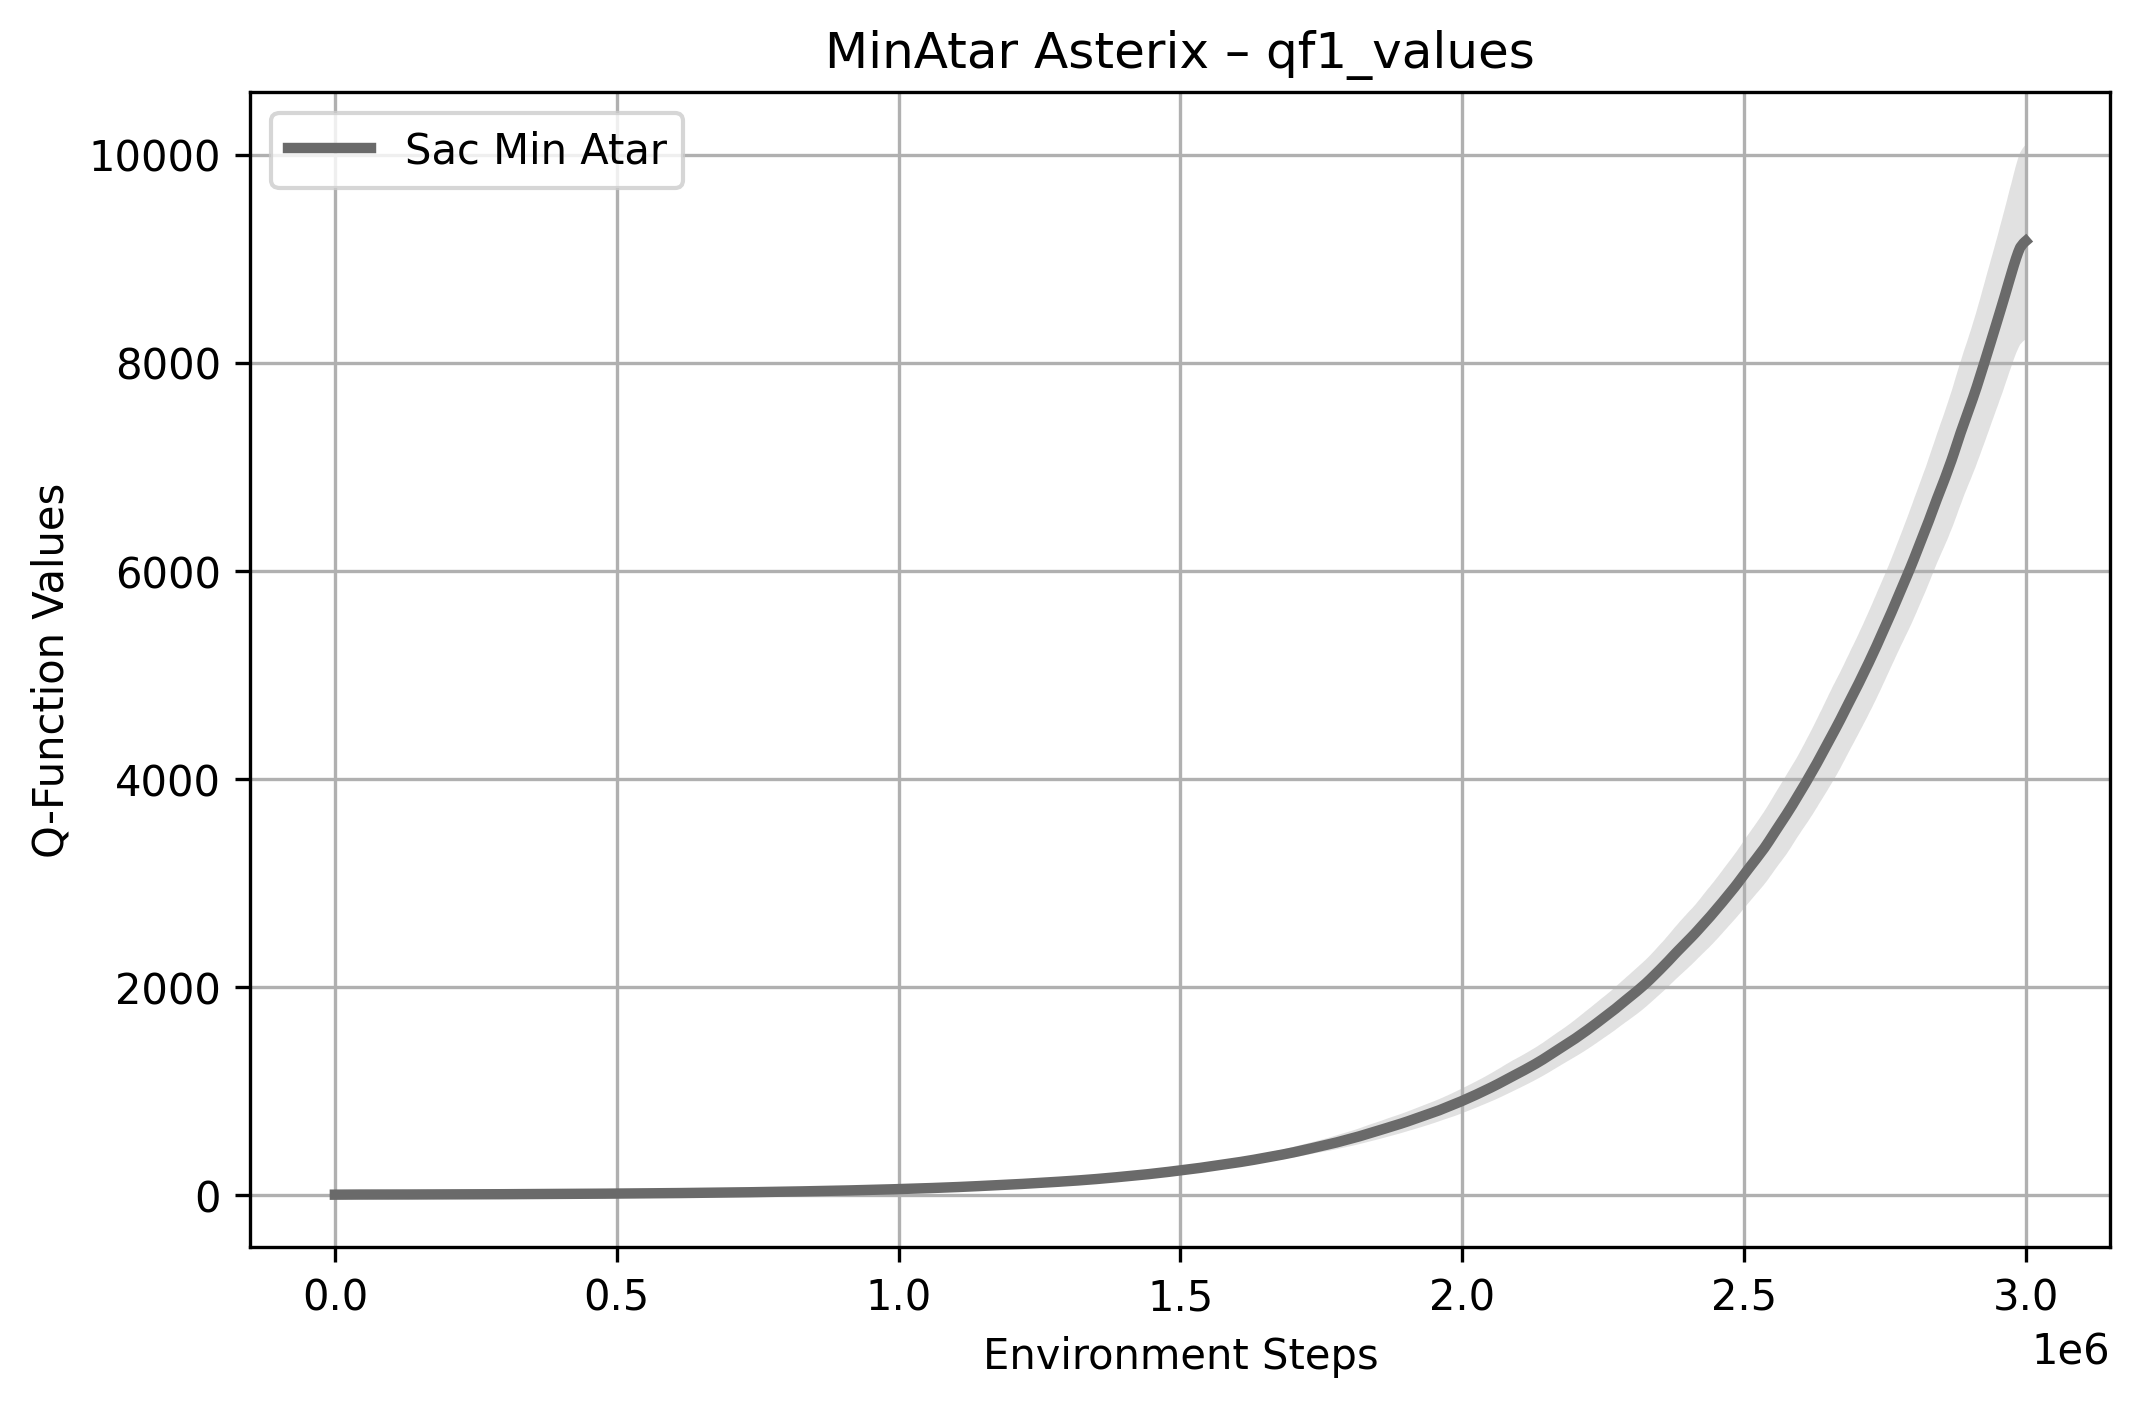 MinAtar Asterix – qf1_values
Sac Min Atar
Q-Function Values
10000
8000
6000
4000
2000
0
0.0 0.5 1.0 1.5 2.0 2.5 3.0
1e6
Environment Steps